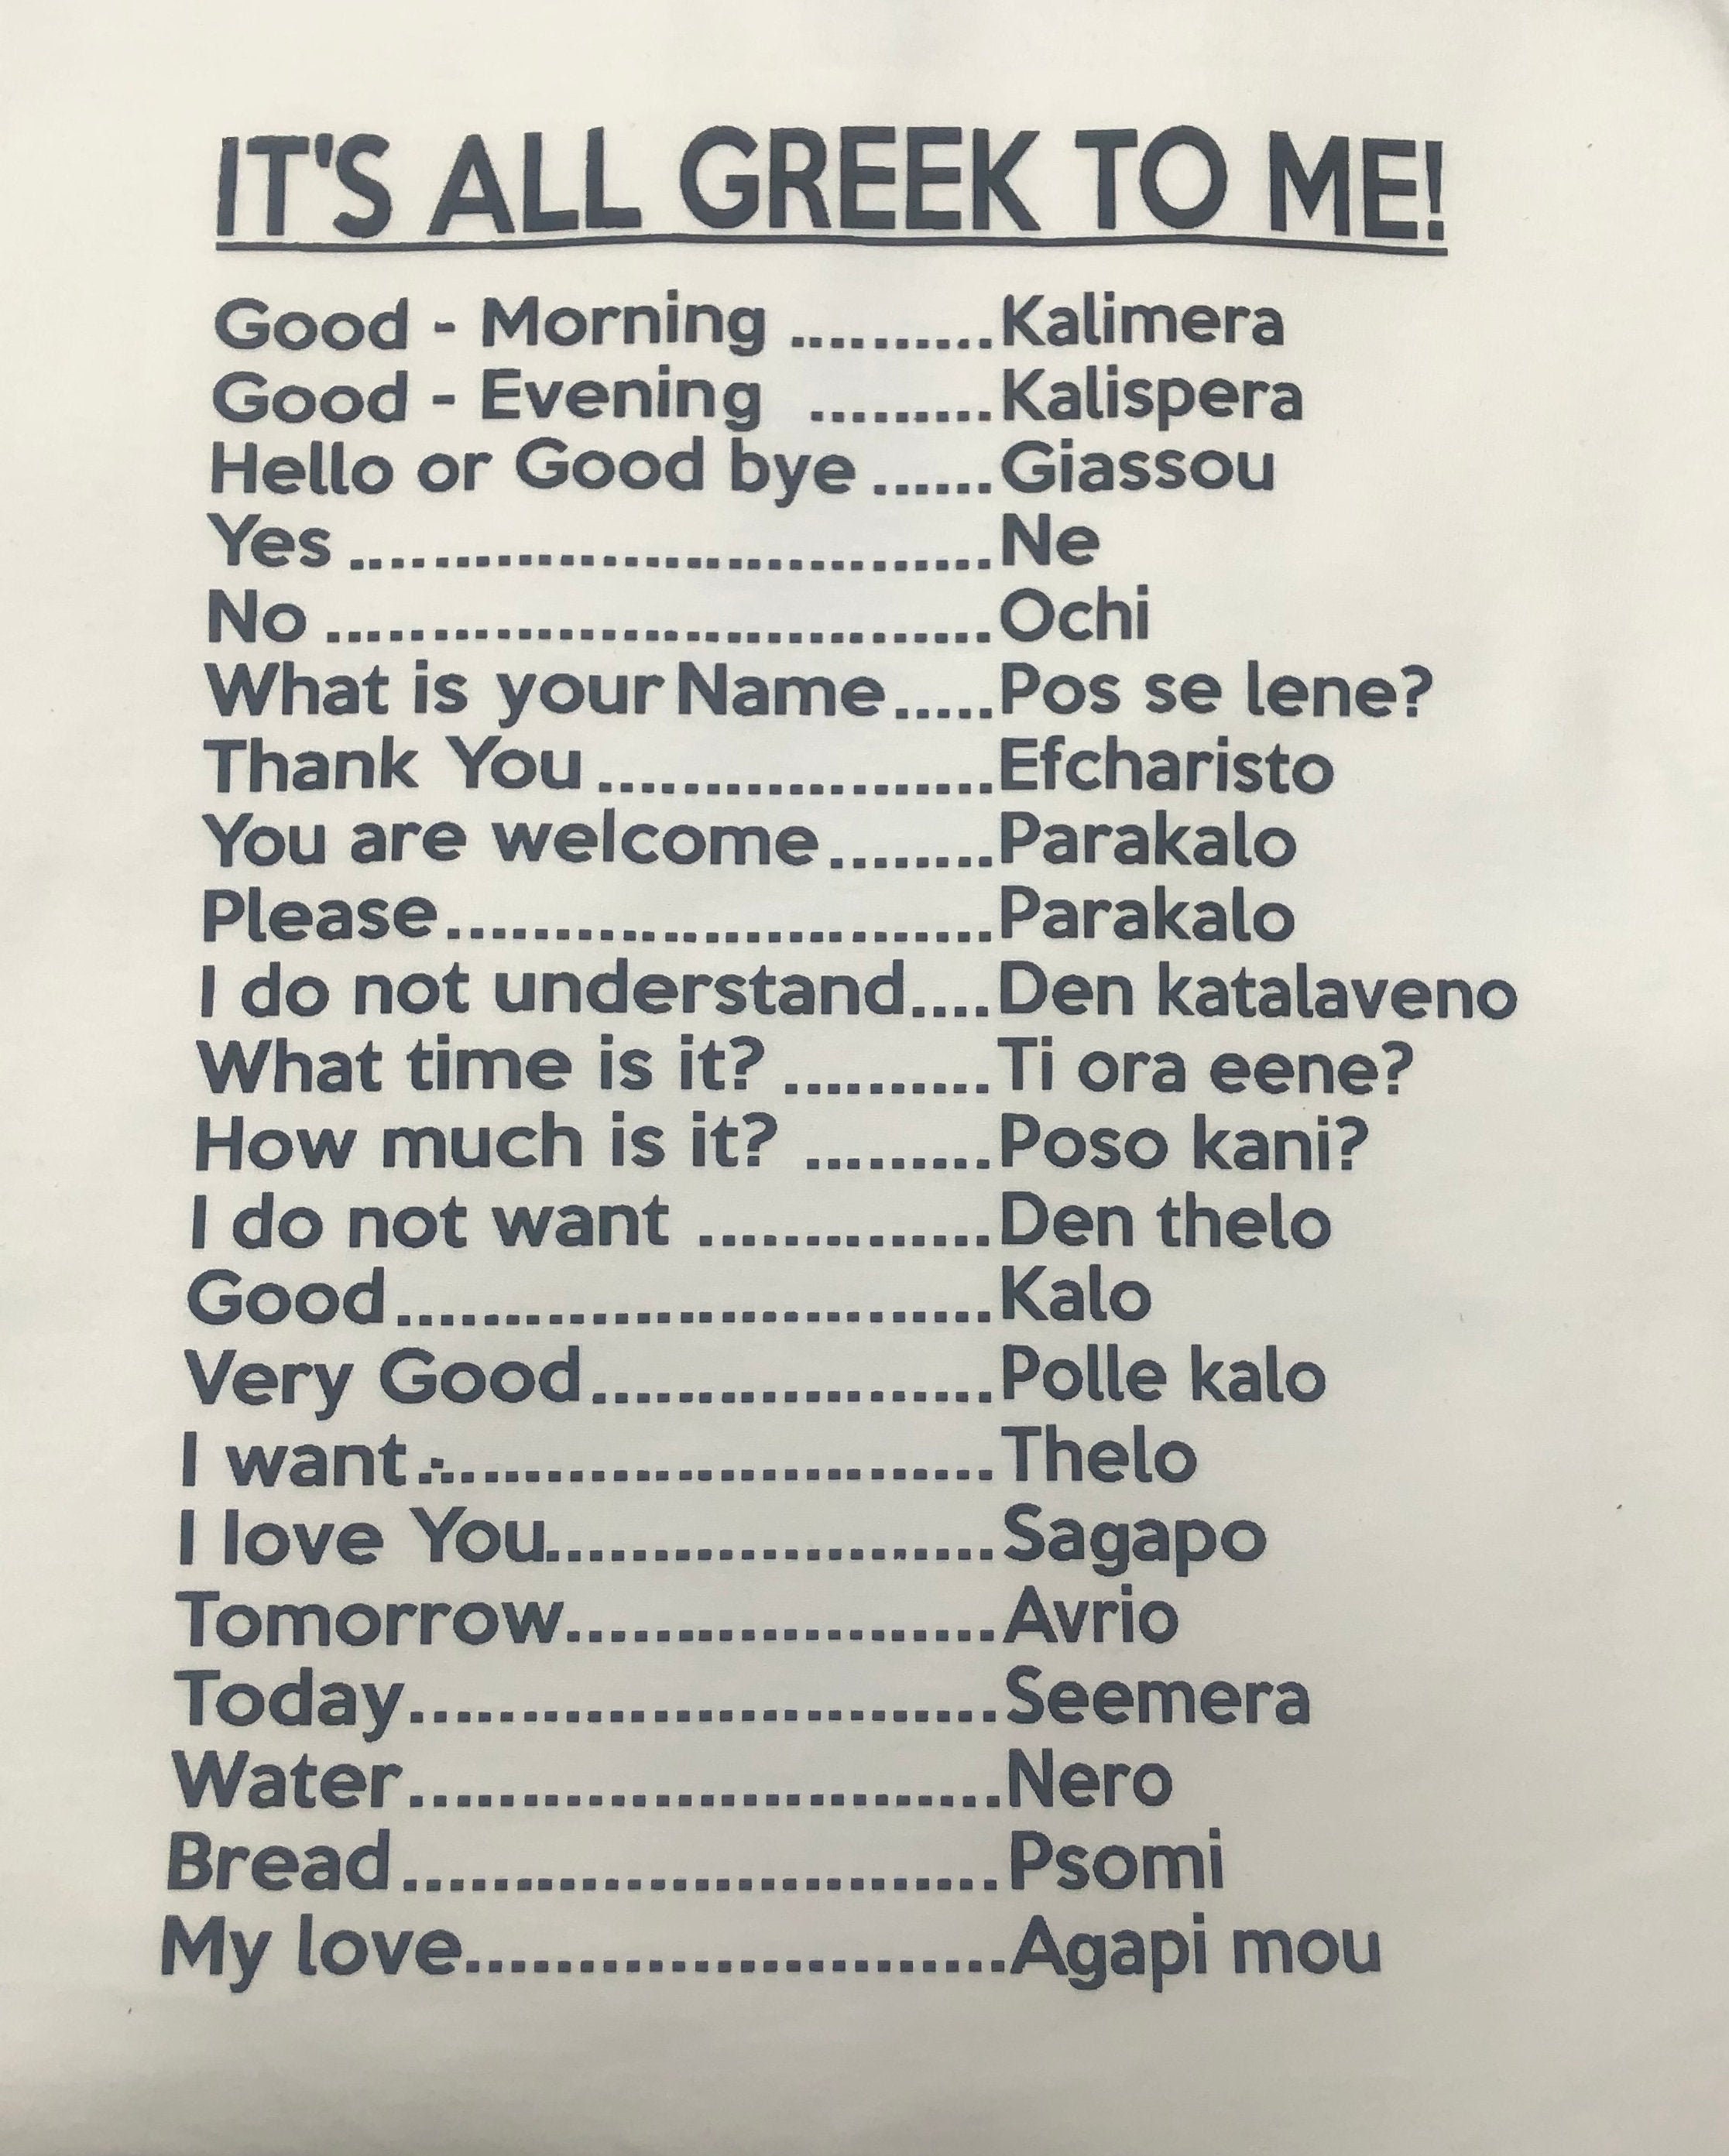 IT'S ALL GREEK TO ME!
Good - Morning ..........Kalimera
Good - Evening .........Kalispera
Hello or Good bye ......Giassou
Yes ...............................Ne
No ................................Ochi
What is your Name.....Pos se lene?
Thank You ...................Efcharisto
You are welcome........Parakalo
Please..........................Parakalo
I do not understand....Den katalaveno
What time is it? ..........Ti ora eene?
How much is it? .........Poso kani?
I do not want ..............Den thelo
Good............................Kalo
Very Good...................Polle kalo
I want...........................Thelo
I love You.....................Sagapo
Tomorrow....................Avrio
Today...........................Seemera
Water...........................Nero
Bread...........................Psomi
My love.........................Agapi mou